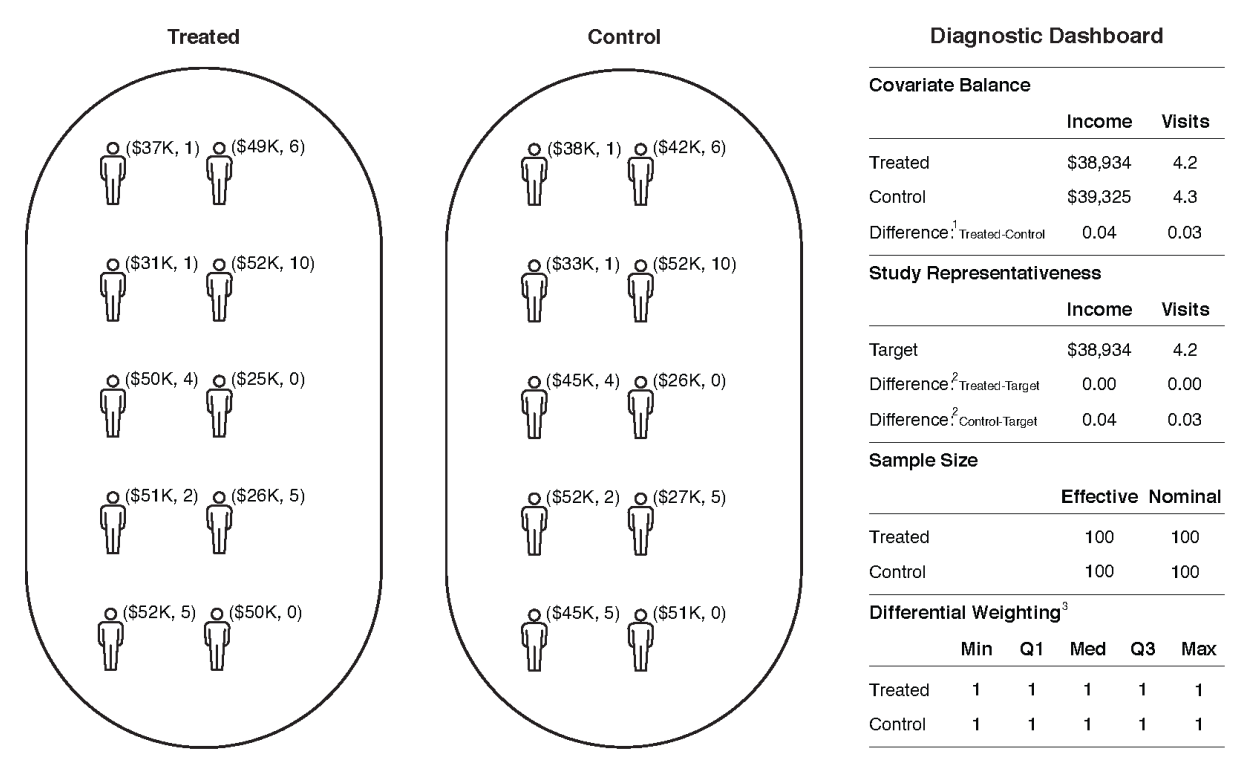 Treated
($37K, 1) ($49K, 6)
($31K, 1) ($52K, 10)
($50K, 4) ($25K, 0)
($51K, 2) ($26K, 5)
($52K, 5) ($50K, 0)
Control
($38K, 1) ($42K, 6)
($33K, 1) ($52K, 10)
($45K, 4) ($26K, 0)
($52K, 2) ($27K, 5)
($45K, 5) ($51K, 0)
Diagnostic Dashboard
Covariate Balance
Income Visits
Treated $38,934 4.2
Control $39,325 4.3
Difference:¹ Treated-Control 0.04 0.03
Study Representativeness
Income Visits
Target $38,934 4.2
Difference:² Treated-Target 0.00 0.00
Difference:² Control-Target 0.04 0.03
Sample Size
Effective Nominal
Treated 100 100
Control 100 100
Differential Weighting³
Min Q1 Med Q3 Max
Treated 1 1 1 1 1
Control 1 1 1 1 1